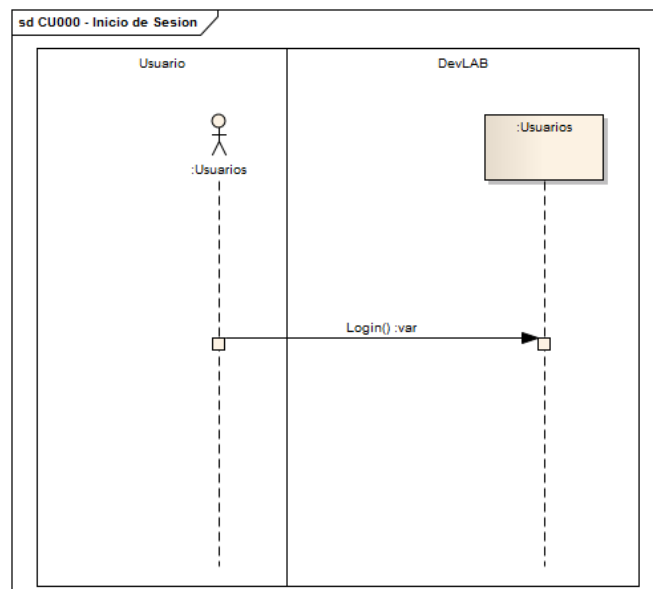 sd CU000 - Inicio de Sesion
Usuario
DevLAB
:Usuarios
:Usuarios
Login() :var